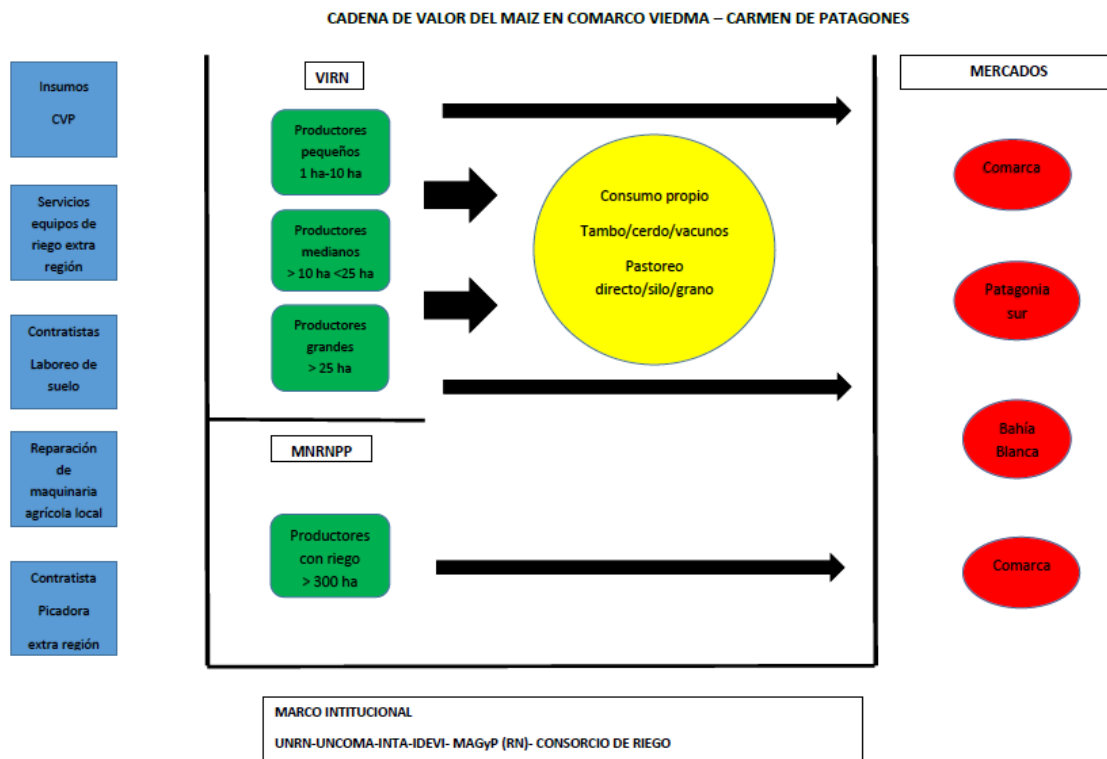 CADENA DE VALOR DEL MAIZ EN COMARCO VIEDMA – CARMEN DE PATAGONES
Insumos
CVP
Servicios
equipos de
riego extra
región
Contratistas
Laboreo de
suelo
Reparación
de
maquinaria
agrícola local
Contratista
Picadora
extra región
VIRN
Productores
pequeños
1 ha-10 ha
Productores
medianos
> 10 ha <25 ha
Productores
grandes
> 25 ha
MNRNPP
Productores
con riego
> 300 ha
Consumo propio
Tambo/cerdo/vacunos
Pastoreo
directo/silo/grano
MERCADOS
Comarca
Patagonia
sur
Bahía
Blanca
Comarca
MARCO INTITUCIONAL
UNRN-UNCOMA-INTA-IDEVI- MAGyP (RN)- CONSORCIO DE RIEGO